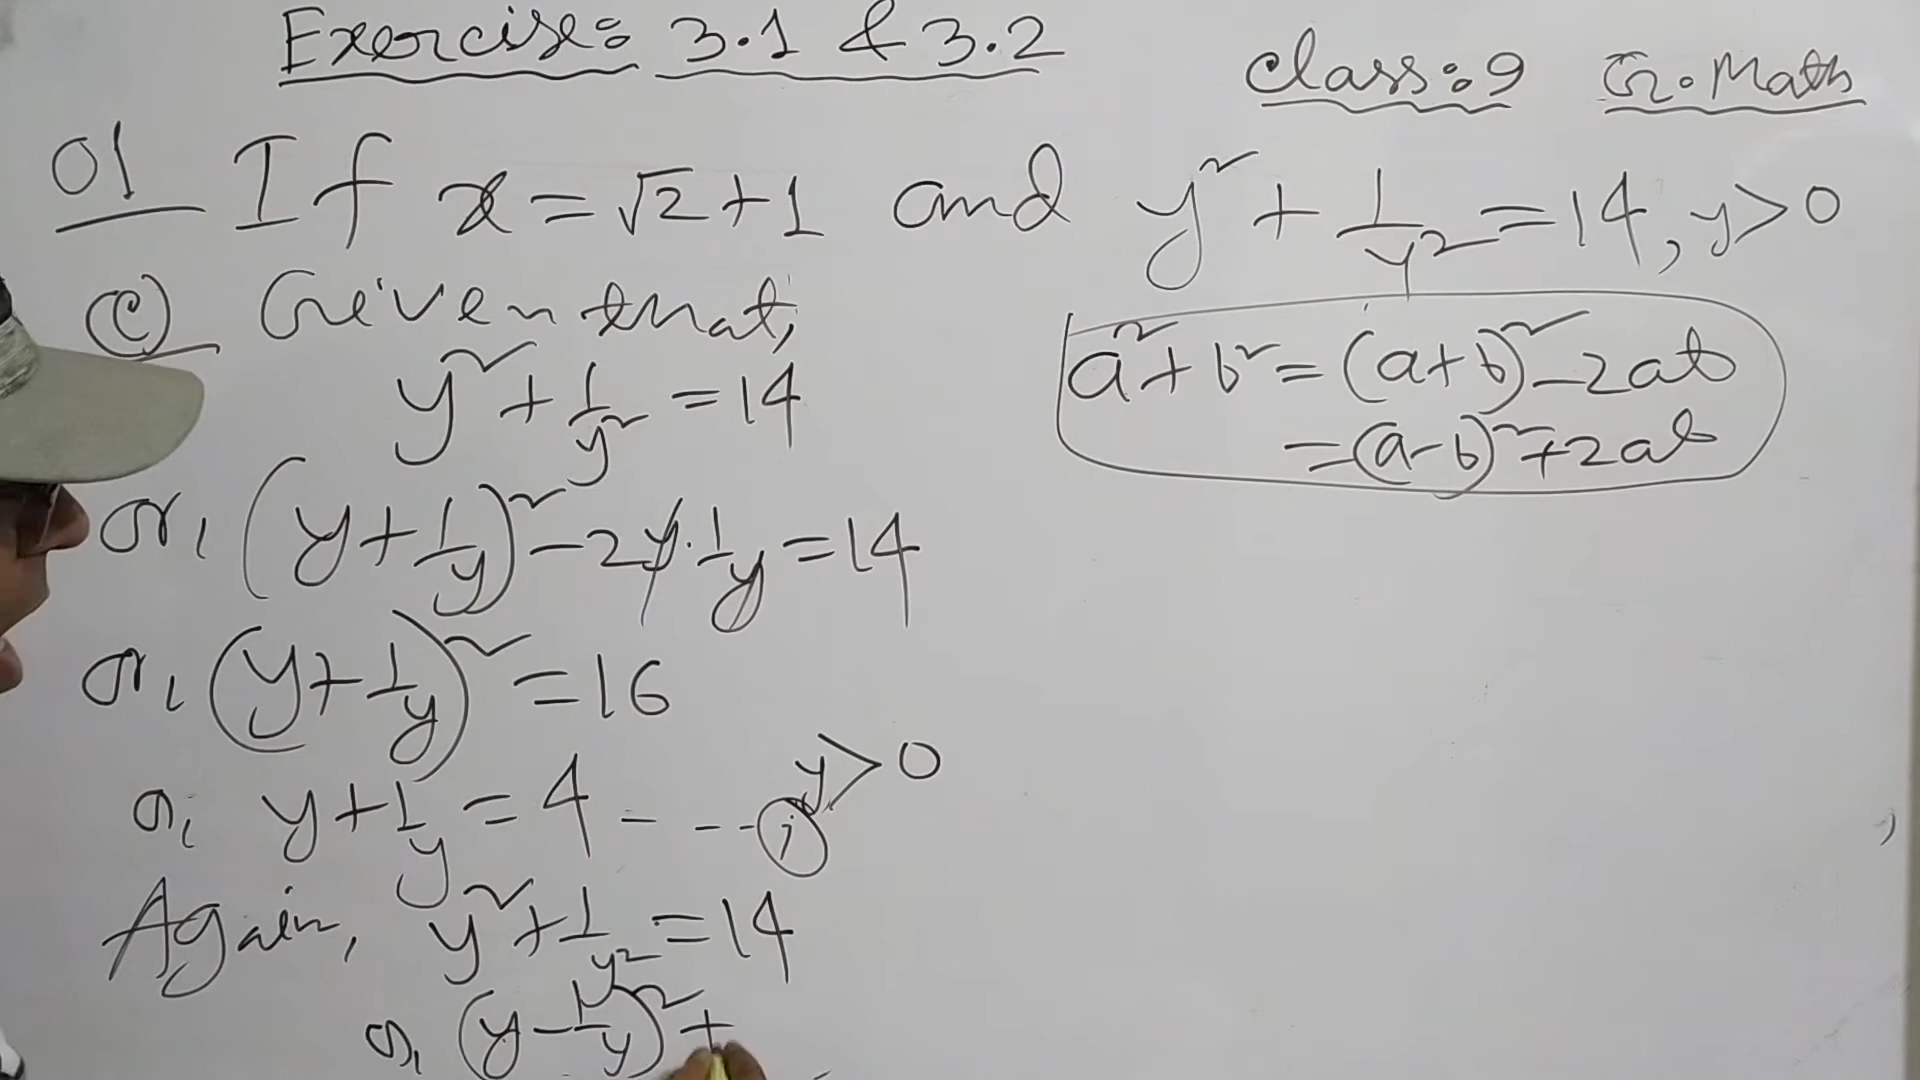 Exercise: 3.1 & 3.2
Class: 9 G. Math
01 If x = √2 + 1 and y² + 1/y² = 14, y > 0
(c) Given that,
y² + 1/y² = 14
or, (y + 1/y)² - 2y · 1/y = 14
or, (y + 1/y)² = 16
or, y + 1/y = 4 - - - - (i) y > 0
Again, y² + 1/y² = 14
or, (y - 1/y)² +
a² + b² = (a + b)² - 2ab
= (a - b)² + 2ab